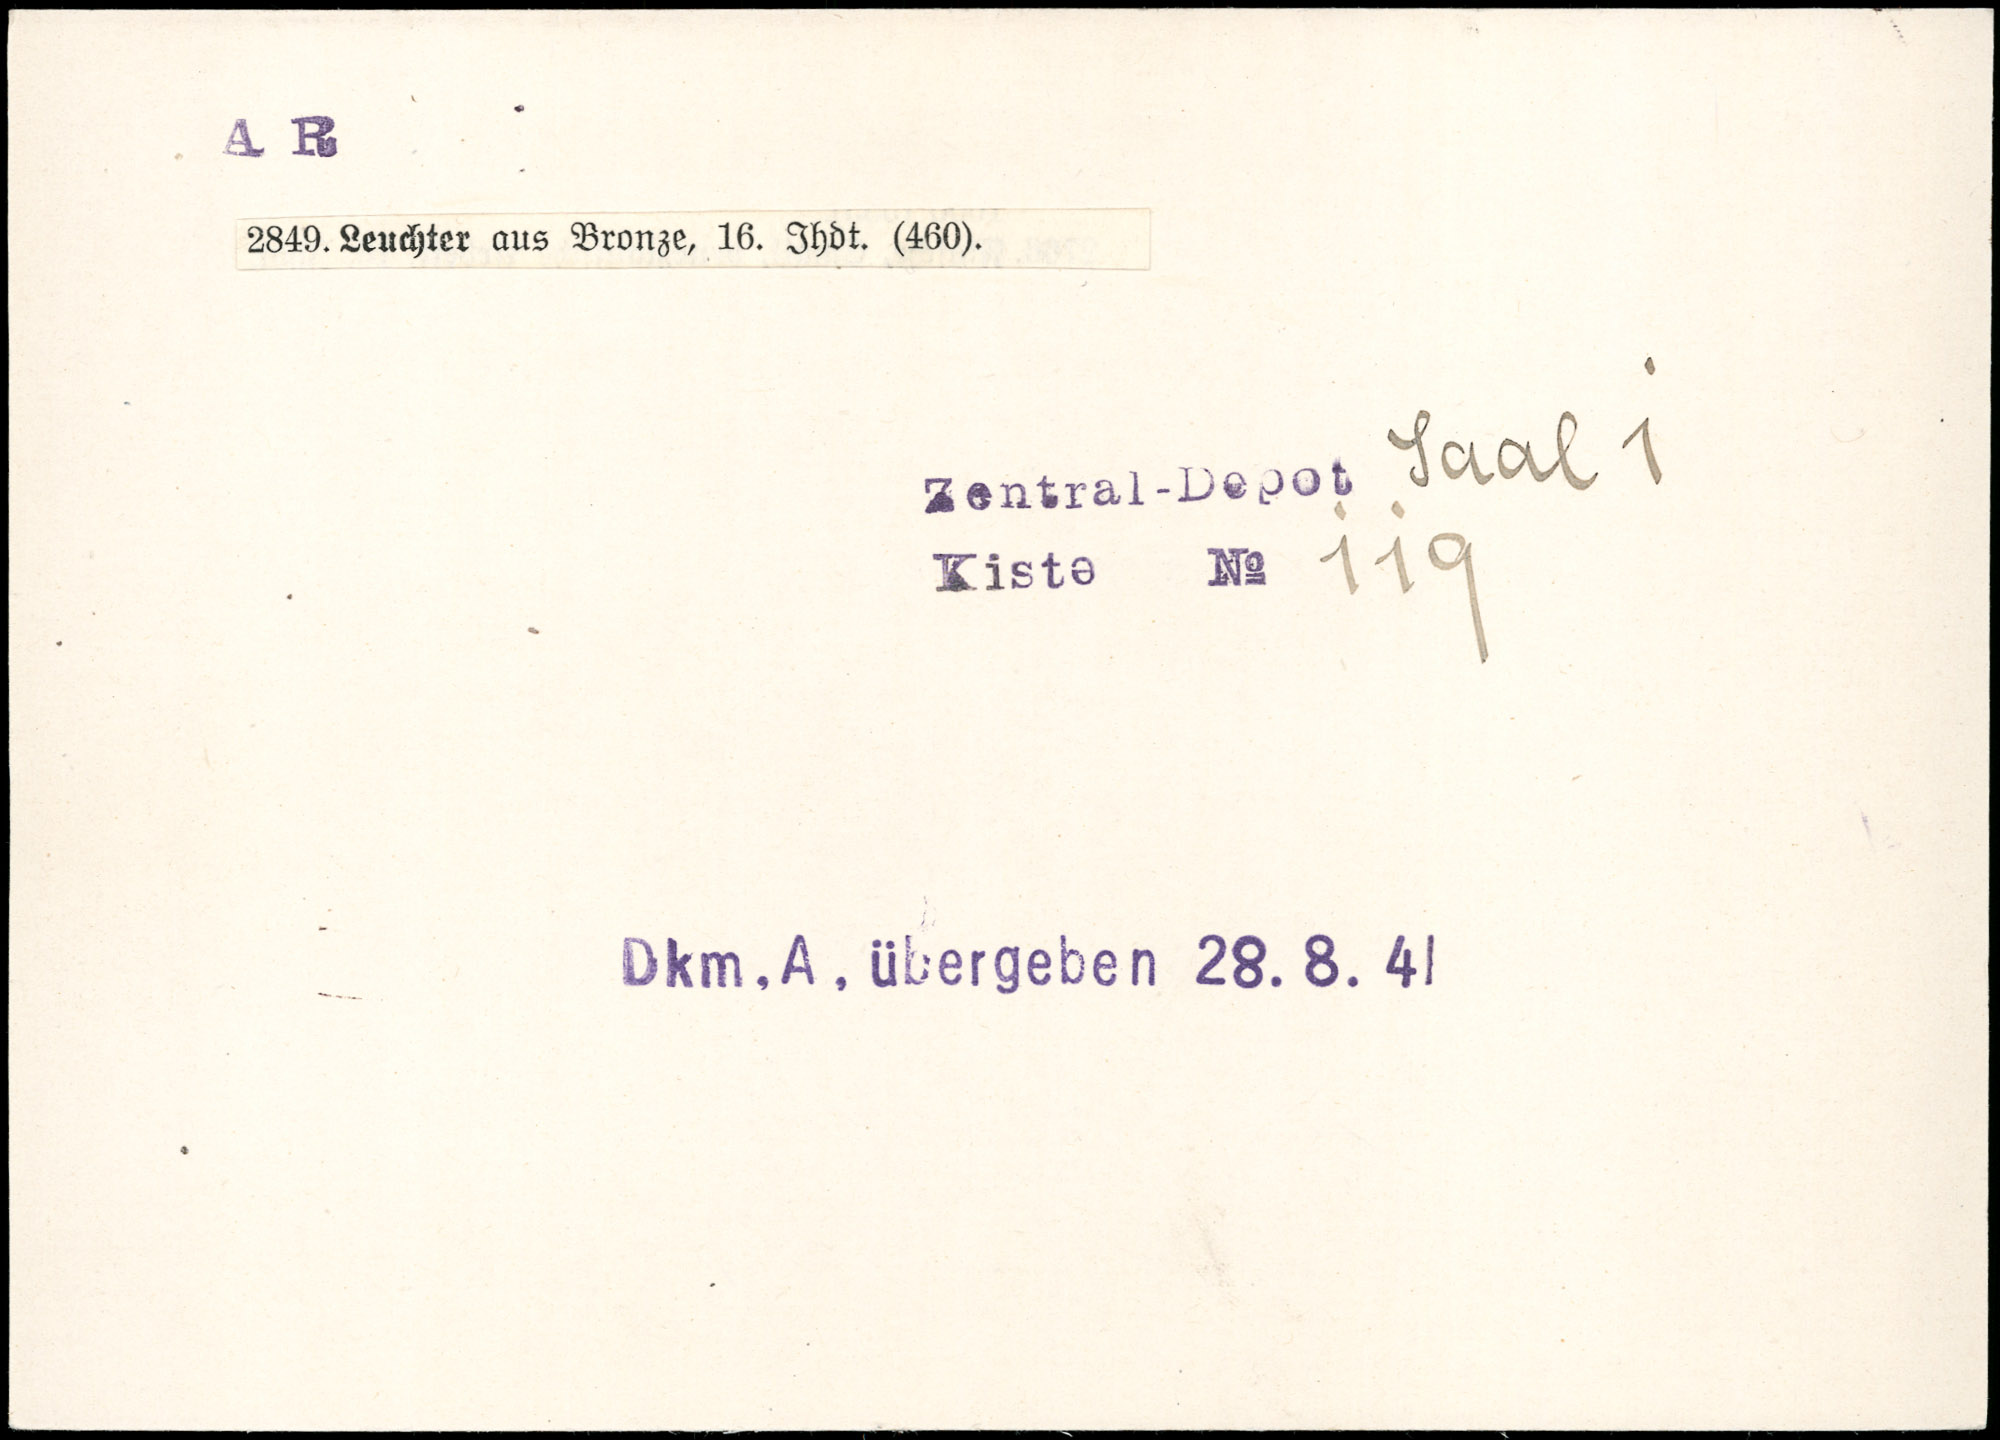 A R
2849. Leuchter aus Bronze, 16. Jhdt. (460).
Zentral-Depot Saal 1
Kiste № 119
Dkm. A. übergeben 28. 8. 41